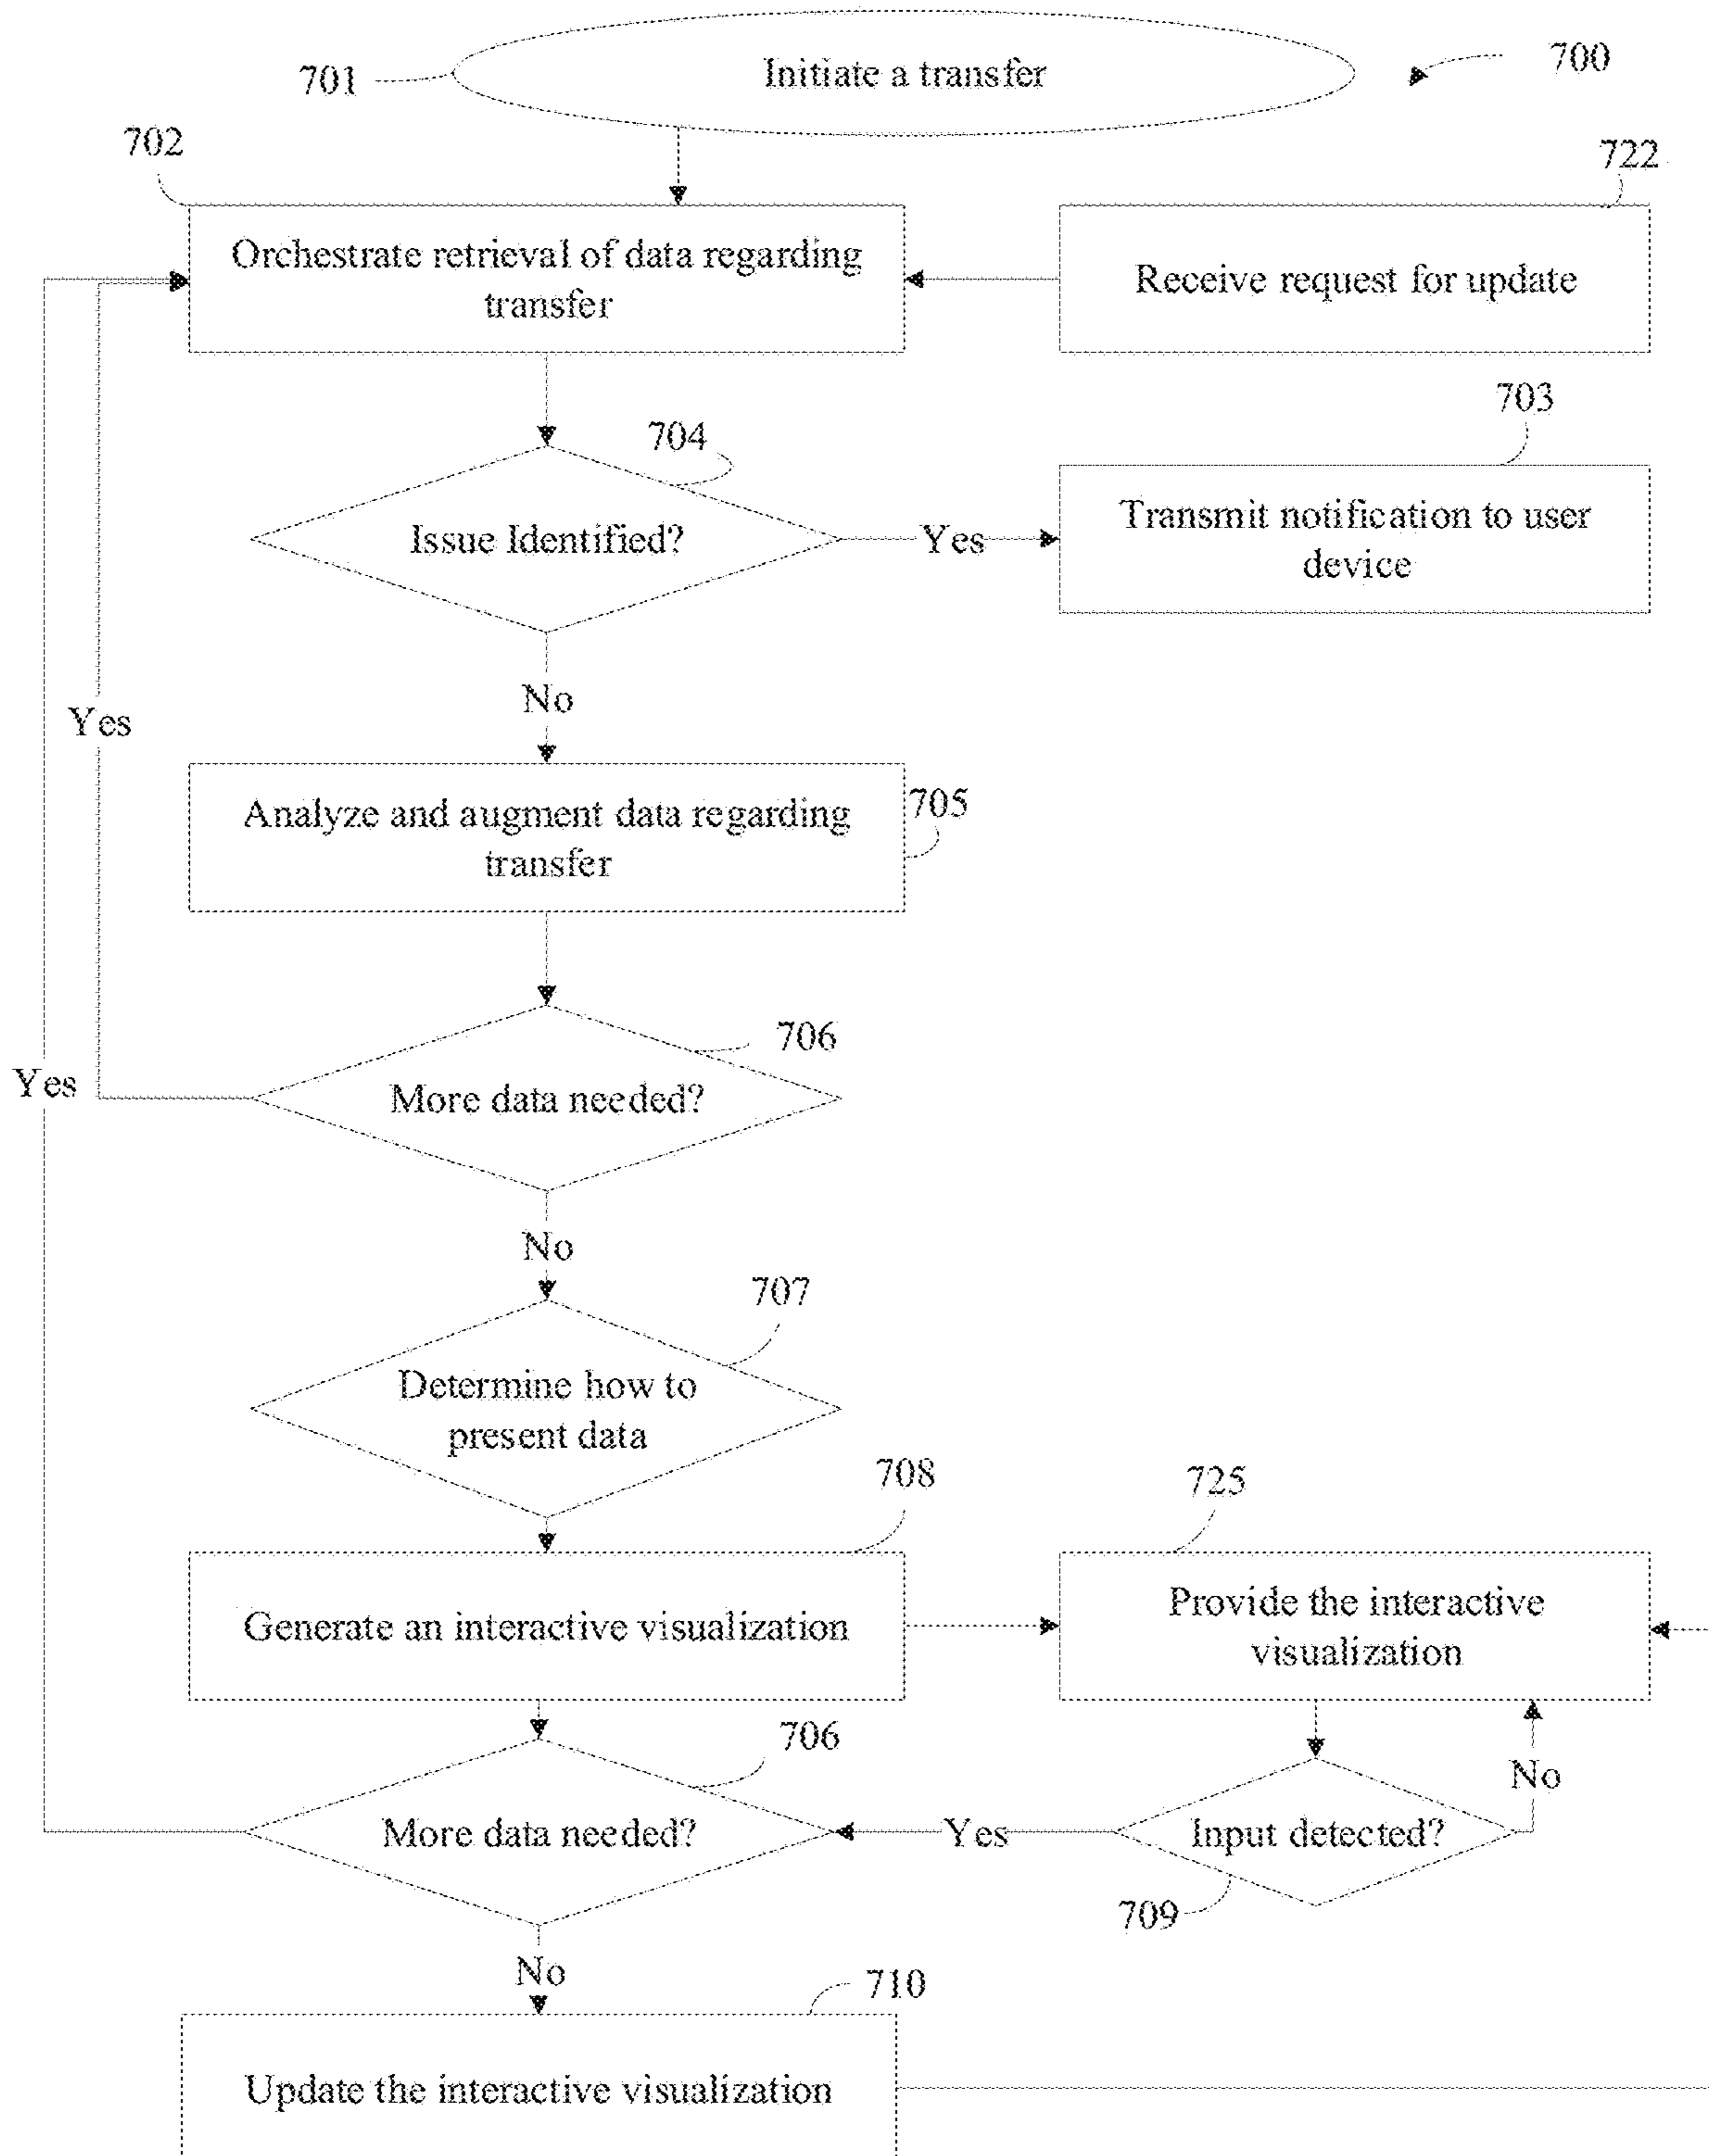 701
Initiate a transfer
700
702
722
Orchestrate retrieval of data regarding
transfer
Receive request for update
704
703
Issue Identified?
Yes
Transmit notification to user
device
No
Yes
Analyze and augment data regarding
transfer
705
706
More data needed?
Yes
No
707
Determine how to
present data
708
725
Generate an interactive visualization
Provide the interactive
visualization
706
More data needed?
Yes
Input detected?
No
709
No
710
Update the interactive visualization